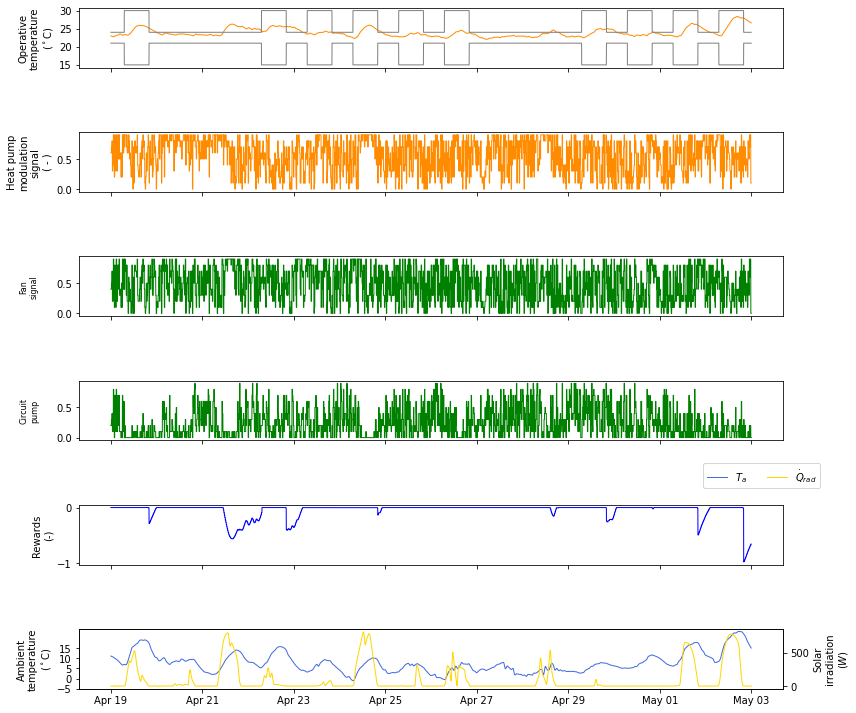 Operative
temperature
(°C)
30
25
20
15
Heat pump
modulation
signal
( - )
0.5
0.0
Fan
signal
0.5
0.0
Circuit
pump
0.5
0.0
T_a Q̇_rad
Rewards
(-)
0
−1
Ambient
temperature
(°C)
15
10
5
0
−5
500
0
Solar
irradiation
(W)
Apr 19 Apr 21 Apr 23 Apr 25 Apr 27 Apr 29 May 01 May 03